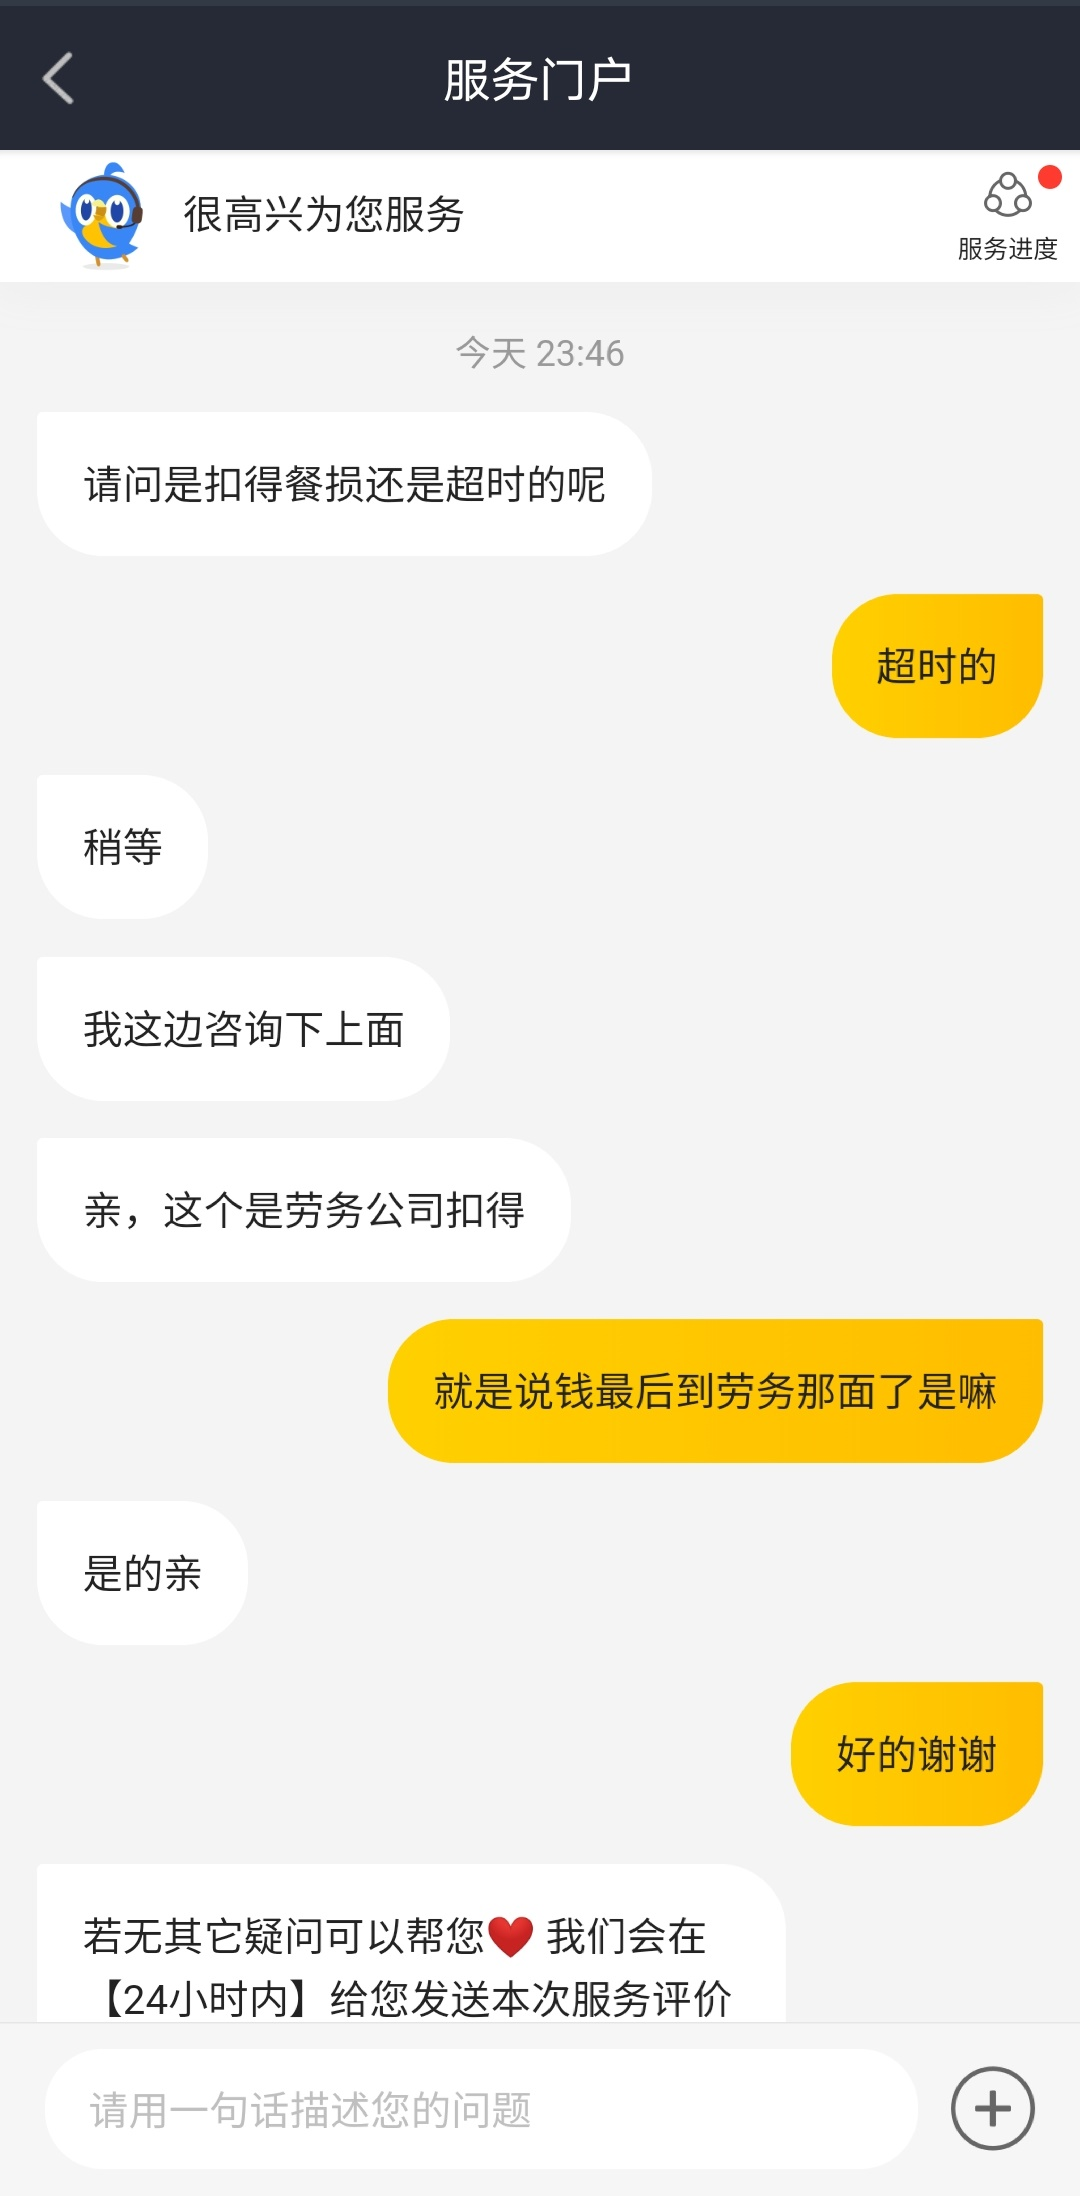 服务门户
很高兴为您服务
服务进度
今天 23:46
请问是扣得餐损还是超时的呢
超时的
稍等
我这边咨询下上面
亲，这个是劳务公司扣得
就是说钱最后到劳务那面了是嘛
是的亲
好的谢谢
若无其它疑问可以帮您❤️ 我们会在
【24小时内】给您发送本次服务评价
请用一句话描述您的问题